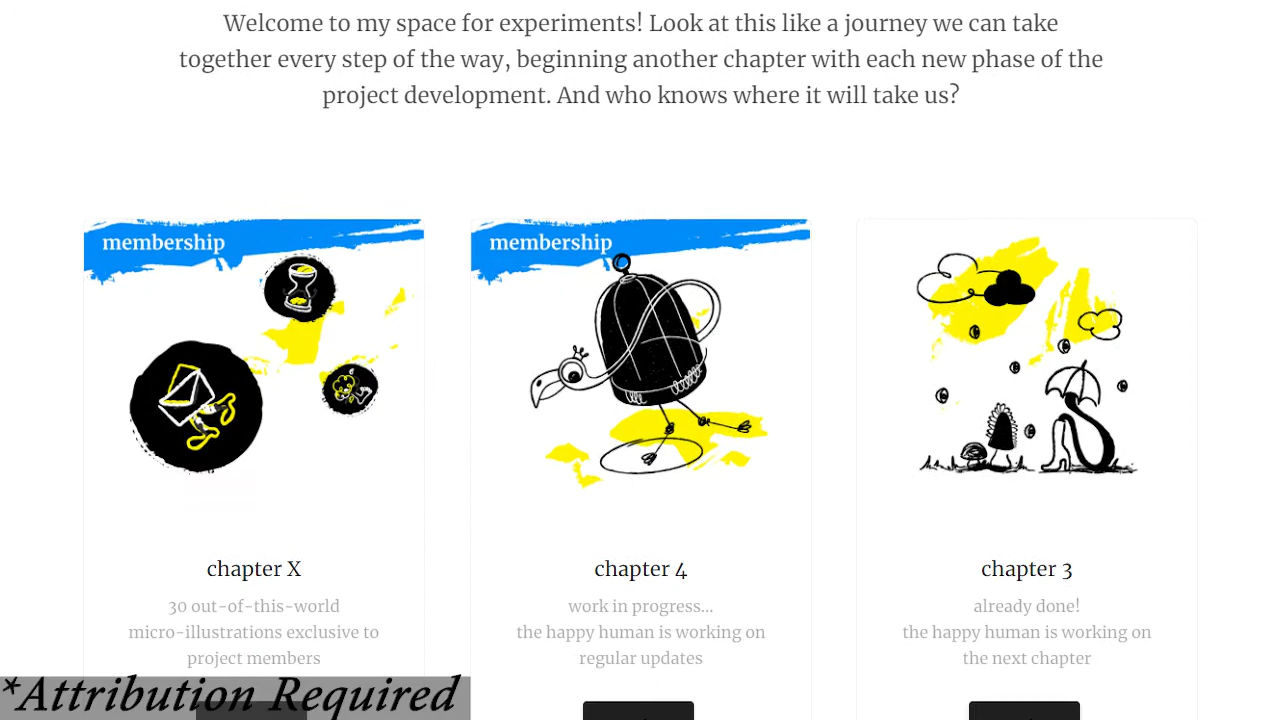 Welcome to my space for experiments! Look at this like a journey we can take
together every step of the way, beginning another chapter with each new phase of the
project development. And who knows where it will take us?
membership
membership
chapter X
30 out-of-this-world
micro-illustrations exclusive to
project members
chapter 4
work in progress...
the happy human is working on
regular updates
chapter 3
already done!
the happy human is working on
the next chapter
*Attribution Required